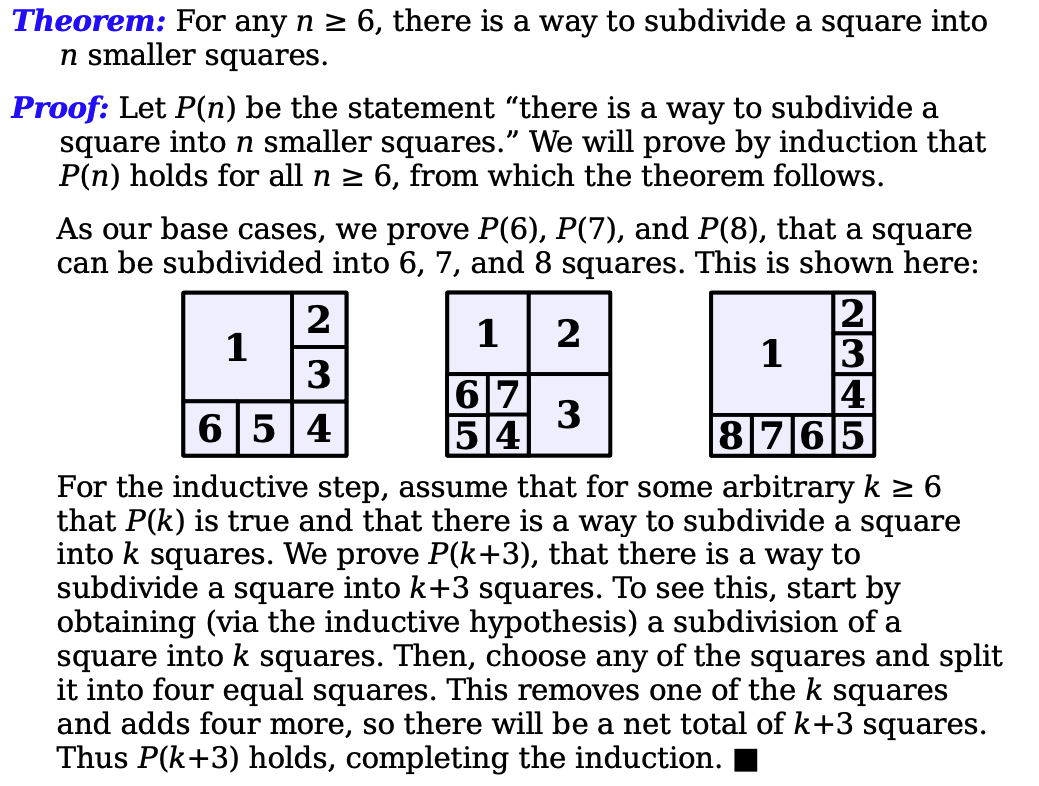 Theorem: For any n ≥ 6, there is a way to subdivide a square into
n smaller squares.
Proof: Let P(n) be the statement “there is a way to subdivide a
square into n smaller squares.” We will prove by induction that
P(n) holds for all n ≥ 6, from which the theorem follows.
As our base cases, we prove P(6), P(7), and P(8), that a square
can be subdivided into 6, 7, and 8 squares. This is shown here:
1
2
3
6 5 4
1 2
6 7
3
5 4
1
2
3
4
8 7 6 5
For the inductive step, assume that for some arbitrary k ≥ 6
that P(k) is true and that there is a way to subdivide a square
into k squares. We prove P(k+3), that there is a way to
subdivide a square into k+3 squares. To see this, start by
obtaining (via the inductive hypothesis) a subdivision of a
square into k squares. Then, choose any of the squares and split
it into four equal squares. This removes one of the k squares
and adds four more, so there will be a net total of k+3 squares.
Thus P(k+3) holds, completing the induction. ■